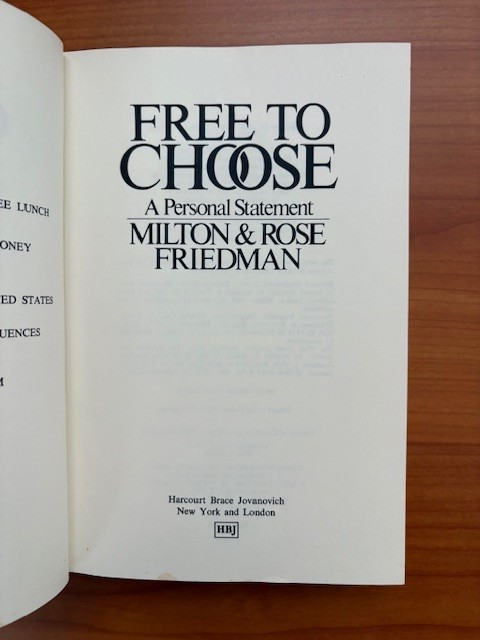 EE LUNCH
ONEY
ED STATES
UENCES
M
FREE TO
CHOOSE
A Personal Statement
MILTON & ROSE
FRIEDMAN
Harcourt Brace Jovanovich
New York and London
HBJ